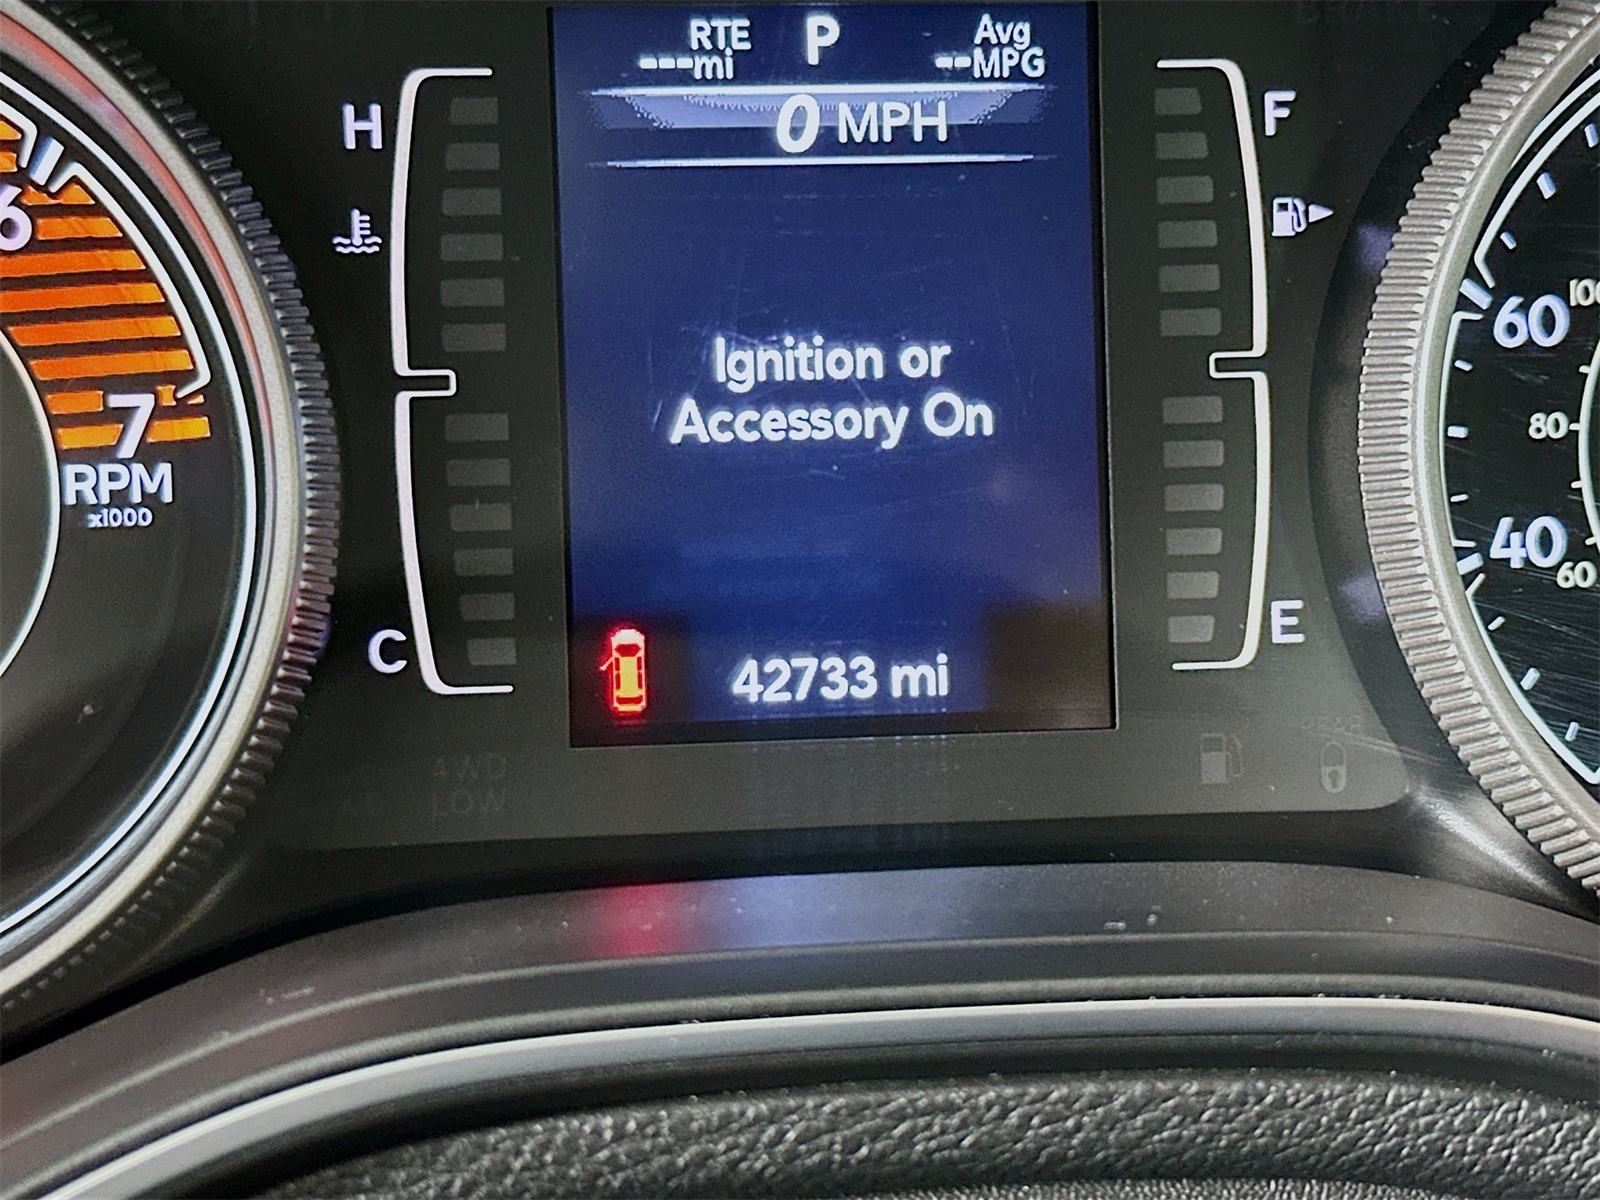 RTE P Avg
---mi --MPG
0 MPH
H F
Ignition or
Accessory On
C E
42733 mi
6
7
RPM
x1000
60
80
40
60
4WD
LOW